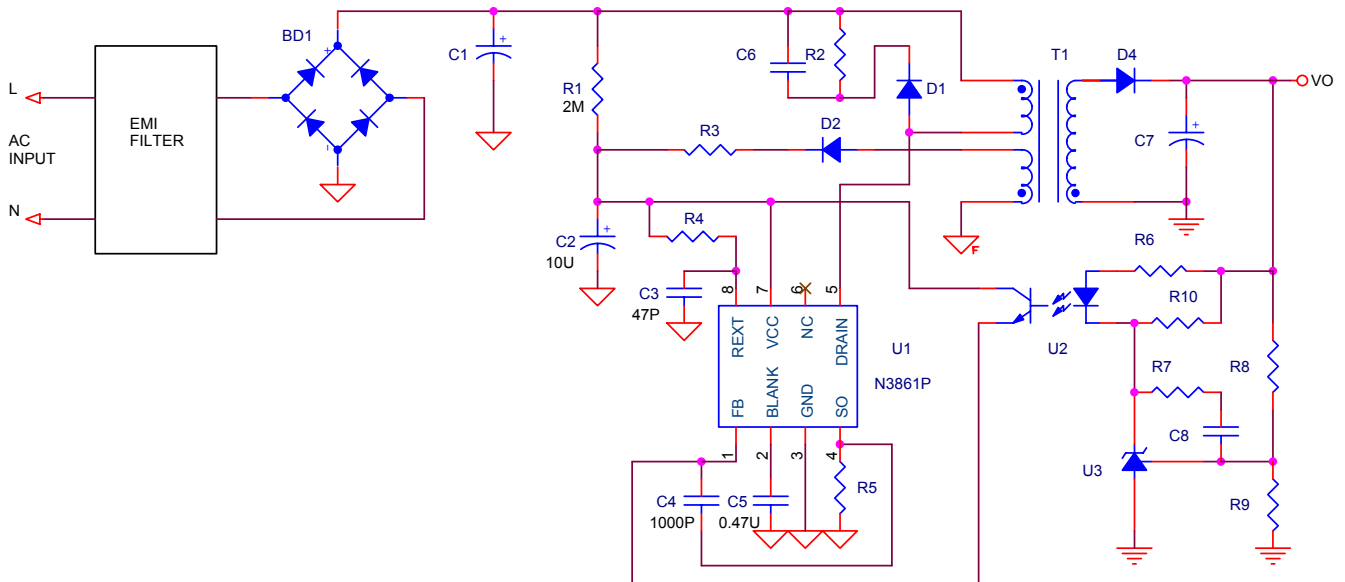 BD1
C1
+
C6
R2
D1
T1
D4
VO
L
AC
INPUT
N
EMI
FILTER
+
-
R1
2M
R3
D2
C7
+
C2
10U
+
R4
F
C3
47P
8
7
6
5
REXT
VCC
NC
DRAIN
U1
N3861P
FB
BLANK
GND
SO
1
2
3
4
C4
1000P
C5
0.47U
R5
R6
R10
U2
R7
R8
C8
U3
R9